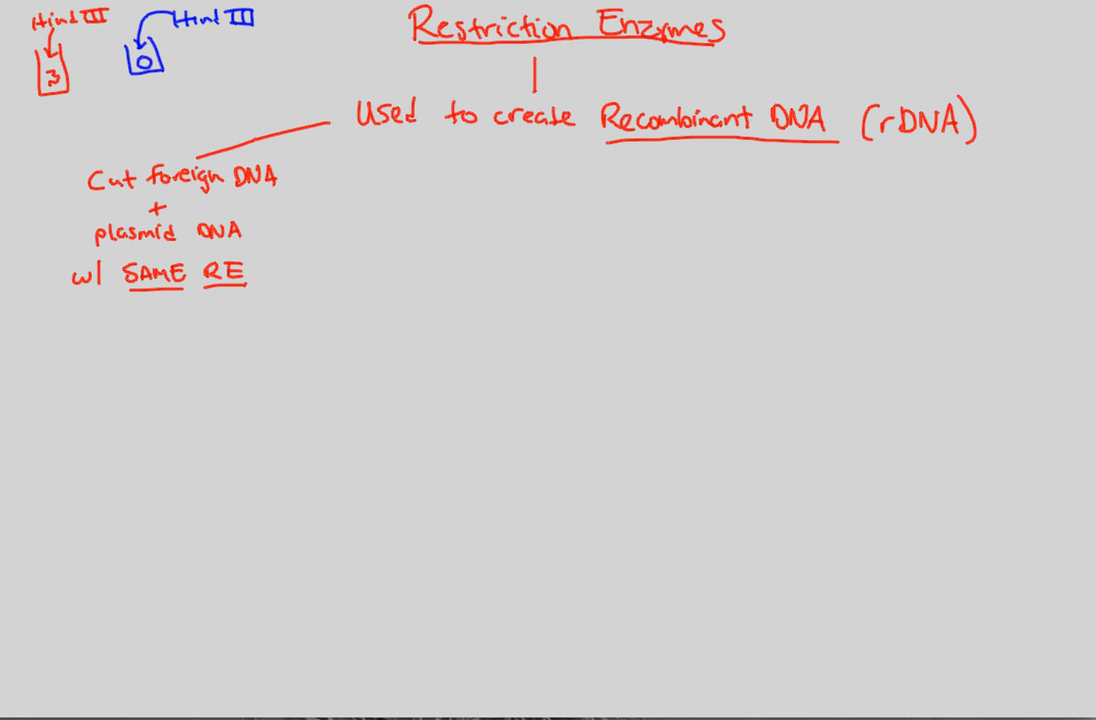 Restriction Enzymes
Hind III
Hind III
3
Used to create Recombinant DNA (rDNA)
Cut foreign DNA
+
plasmid DNA
w/ SAME RE